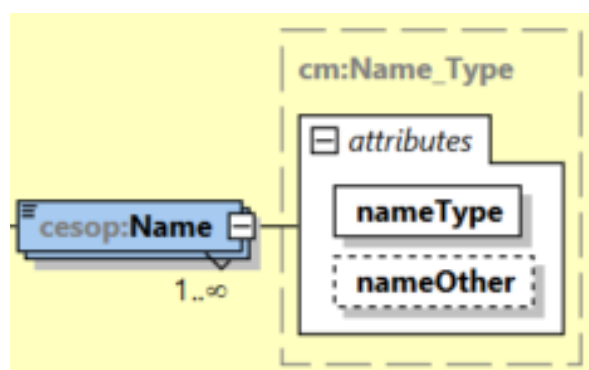 cm:Name_Type
attributes
cesop:Name
nameType
nameOther
1..∞